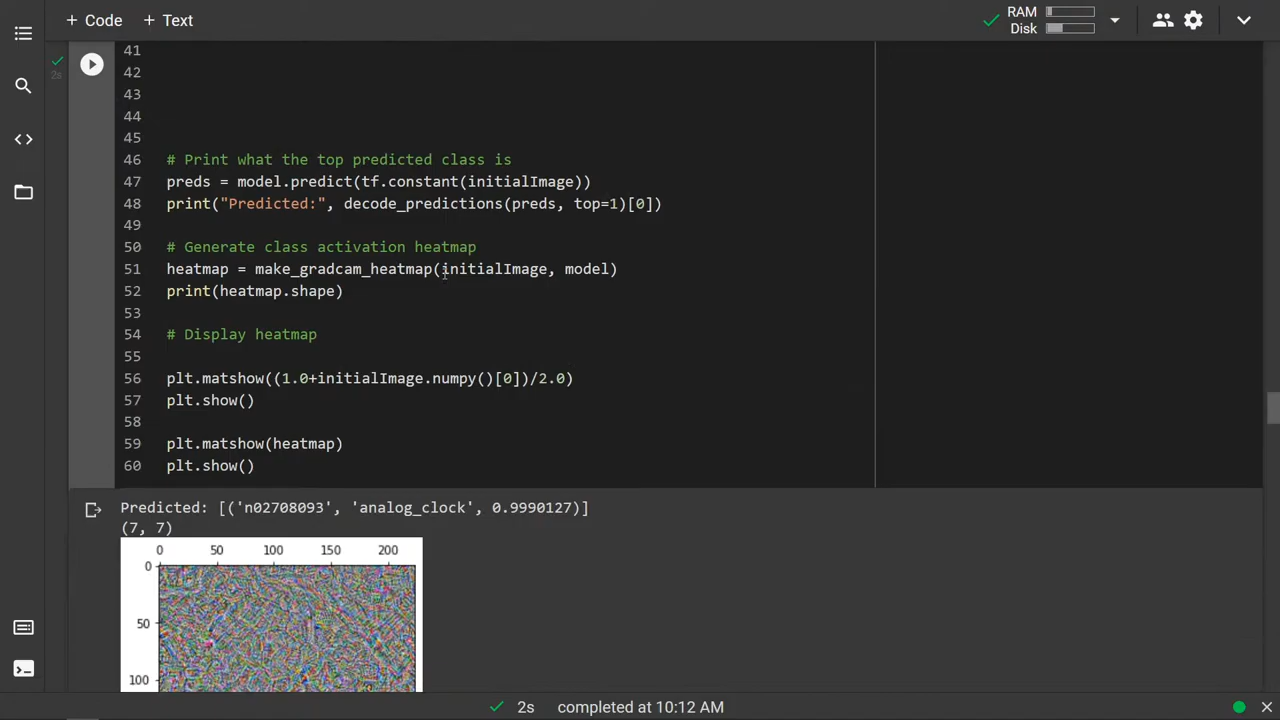 + Code + Text
RAM
Disk
2s
41
42
43
44
45
46 # Print what the top predicted class is
47 preds = model.predict(tf.constant(initialImage))
48 print("Predicted:", decode_predictions(preds, top=1)[0])
49
50 # Generate class activation heatmap
51 heatmap = make_gradcam_heatmap(initialImage, model)
52 print(heatmap.shape)
53
54 # Display heatmap
55
56 plt.matshow((1.0+initialImage.numpy()[0])/2.0)
57 plt.show()
58
59 plt.matshow(heatmap)
60 plt.show()
Predicted: [('n02708093', 'analog_clock', 0.9990127)]
(7, 7)
0 50 100 150 200
0
50
100
2s completed at 10:12 AM